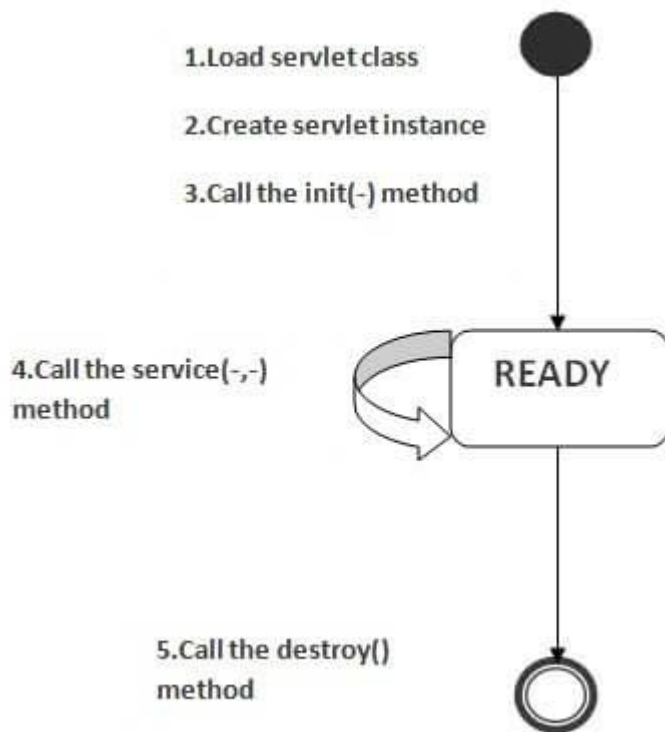 1.Load servlet class
2.Create servlet instance
3.Call the init(-) method
4.Call the service(-,-)
method
READY
5.Call the destroy()
method